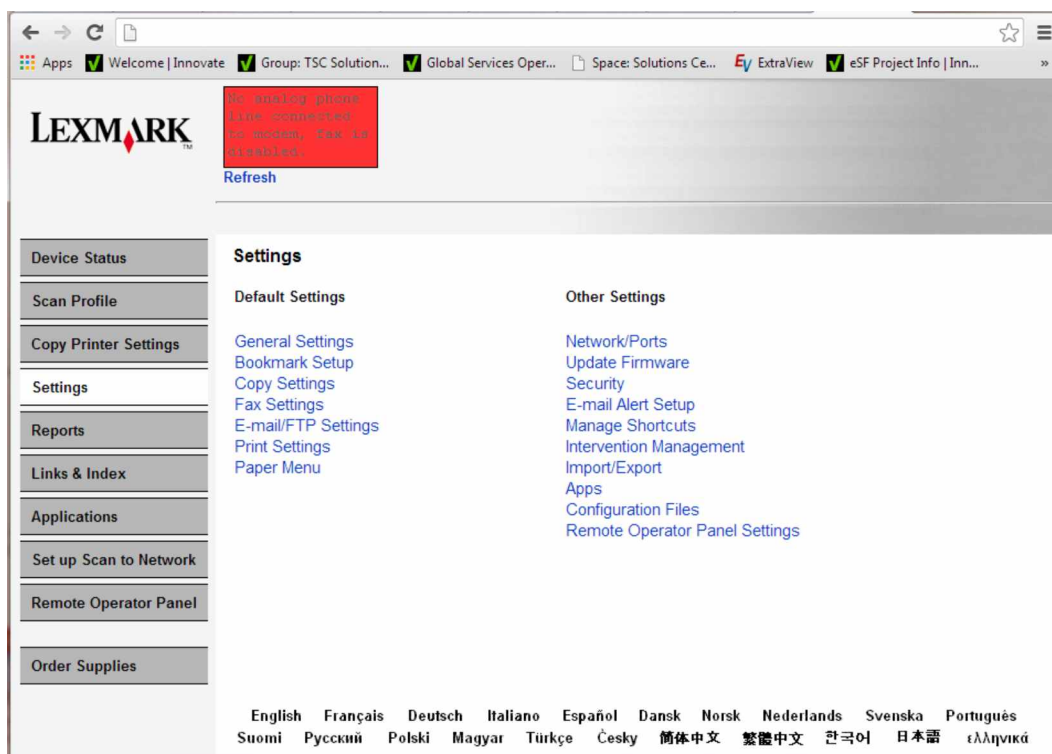 Apps Welcome | Innovate Group: TSC Solution... Global Services Oper... Space: Solutions Ce... EV ExtraView eSF Project Info | Inn... »
LEXMARK TM
No analog phone
line connected
to modem, fax is
disabled.
Refresh
Device Status
Scan Profile
Copy Printer Settings
Settings
Reports
Links & Index
Applications
Set up Scan to Network
Remote Operator Panel
Order Supplies
Settings
Default Settings
General Settings
Bookmark Setup
Copy Settings
Fax Settings
E-mail/FTP Settings
Print Settings
Paper Menu
Other Settings
Network/Ports
Update Firmware
Security
E-mail Alert Setup
Manage Shortcuts
Intervention Management
Import/Export
Apps
Configuration Files
Remote Operator Panel Settings
English Français Deutsch Italiano Español Dansk Norsk Nederlands Svenska Português
Suomi Русский Polski Magyar Türkçe Česky 简体中文 繁體中文 한국어 日本語 ελληνικά